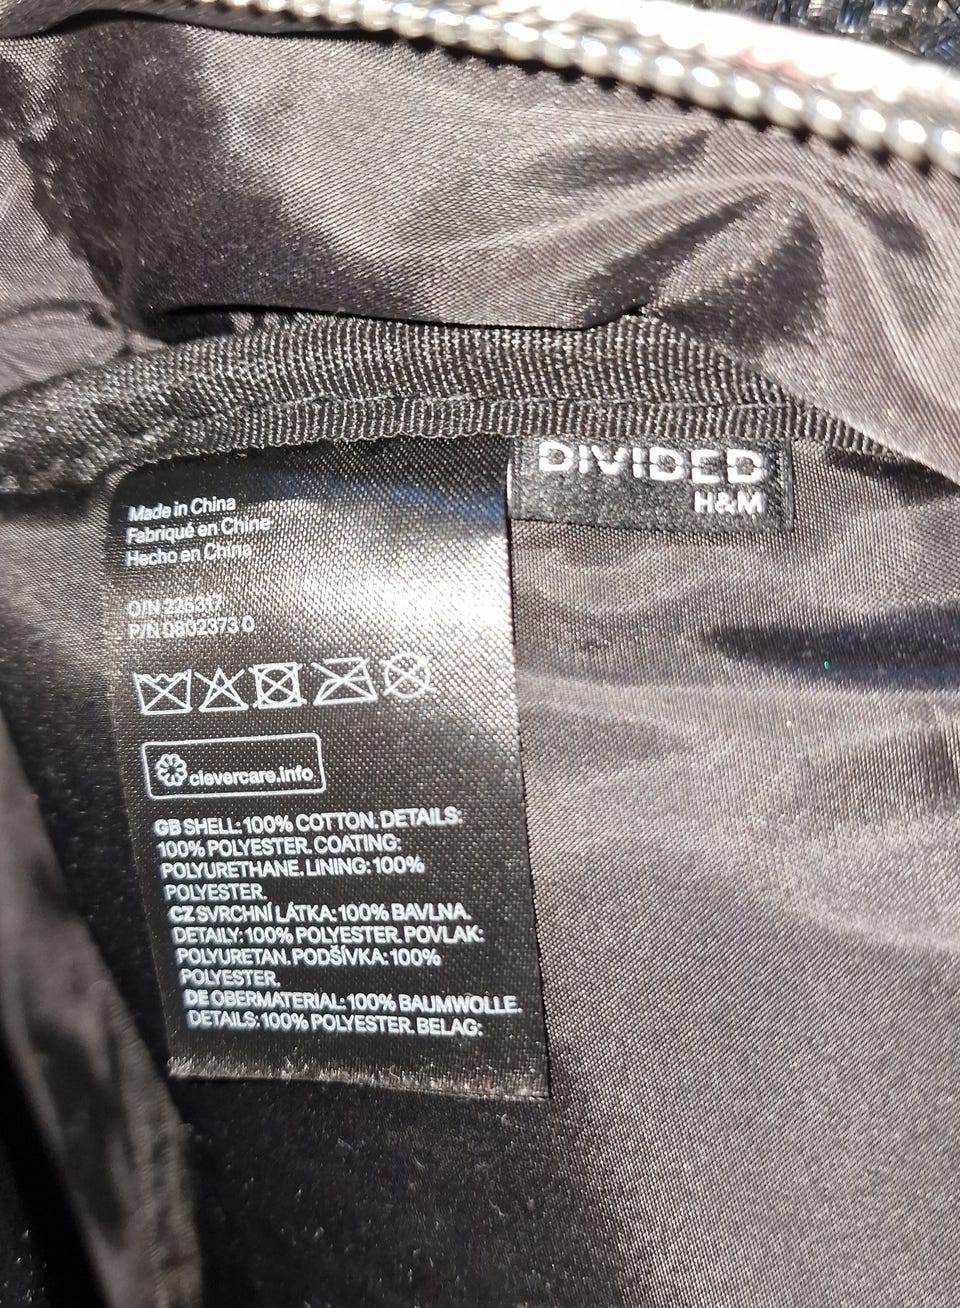 DIVIDED
H&M
Made in China
Fabriqué en Chine
Hecho en China
O/N 225317
P/N 0832373 0
clevercare.info
GB SHELL: 100% COTTON. DETAILS:
100% POLYESTER. COATING:
POLYURETHANE. LINING: 100%
POLYESTER.
CZ SVRCHNÍ LÁTKA: 100% BAVLNA.
DETAILY: 100% POLYESTER. POVLAK:
POLYURETAN. PODŠÍVKA: 100%
POLYESTER.
DE OBERMATERIAL: 100% BAUMWOLLE.
DETAILS: 100% POLYESTER. BELAG: